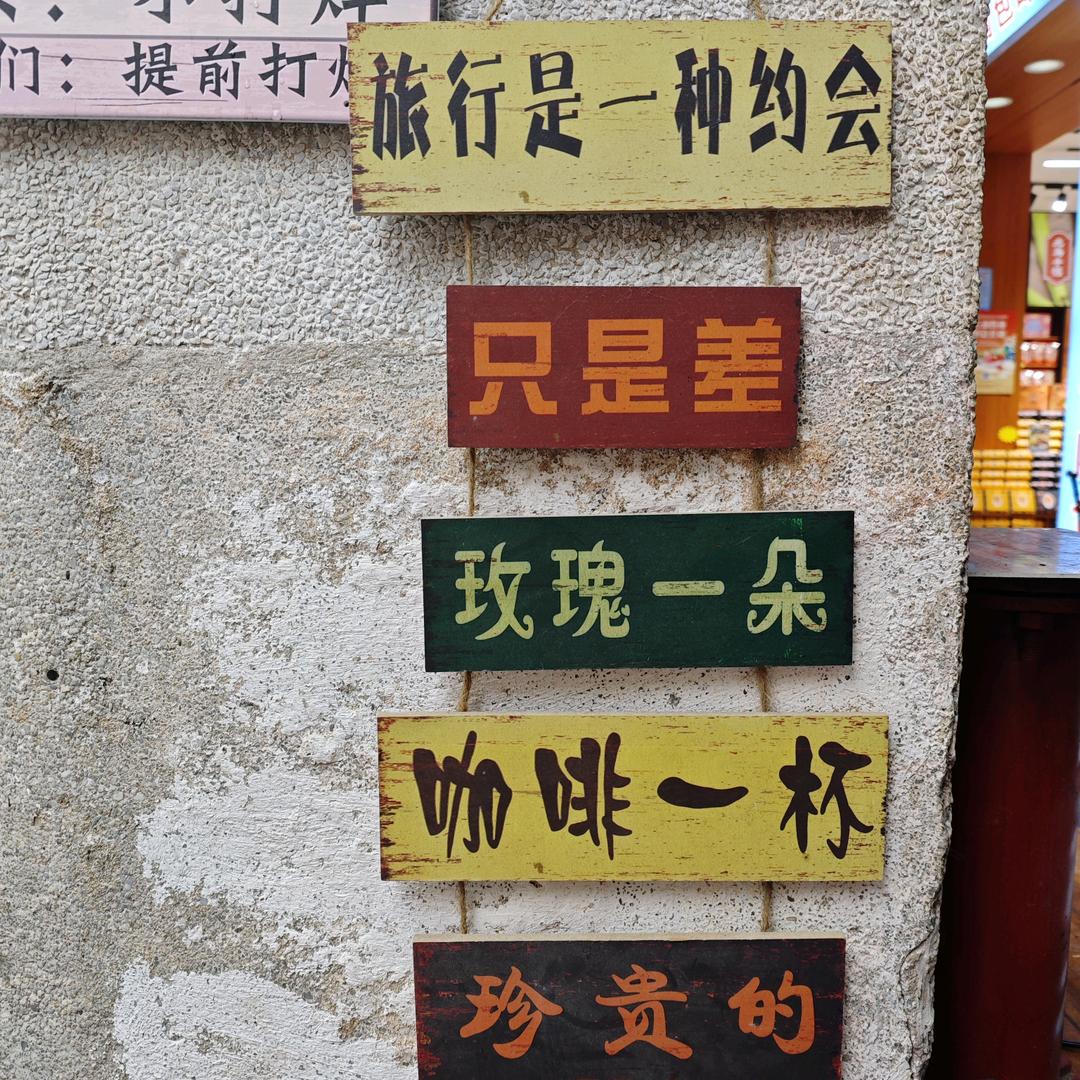 们：提前打
旅行是一种约会
只是差
玫瑰一朵
咖啡一杯
珍贵的